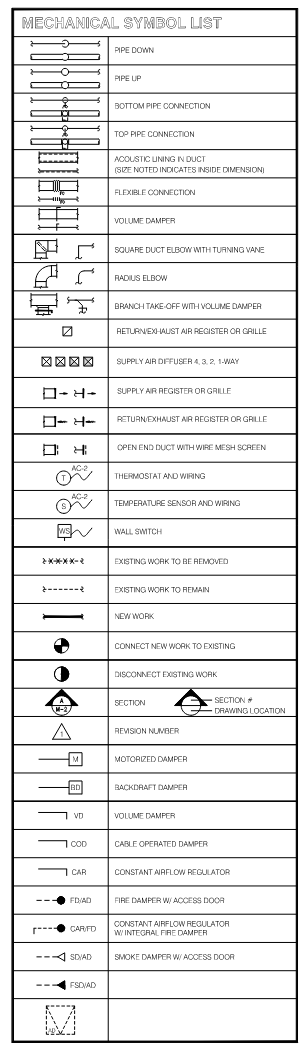 MECHANICAL SYMBOL LIST
PIPE DOWN
PIPE UP
BOTTOM PIPE CONNECTION
TOP PIPE CONNECTION
ACOUSTIC LINING IN DUCT
(SIZE NOTED INDICATES INSIDE DIMENSION)
FLEXIBLE CONNECTION
VOLUME DAMPER
SQUARE DUCT ELBOW WITH TURNING VANE
RADIUS ELBOW
BRANCH TAKE-OFF WITH VOLUME DAMPER
RETURN/EXHAUST AIR REGISTER OR GRILLE
SUPPLY AIR DIFFUSER 4, 3, 2, 1-WAY
SUPPLY AIR REGISTER OR GRILLE
RETURN/EXHAUST AIR REGISTER OR GRILLE
OPEN END DUCT WITH WIRE MESH SCREEN
AC-2
T THERMOSTAT AND WIRING
AC-2
S TEMPERATURE SENSOR AND WIRING
WS WALL SWITCH
EXISTING WORK TO BE REMOVED
EXISTING WORK TO REMAIN
NEW WORK
CONNECT NEW WORK TO EXISTING
DISCONNECT EXISTING WORK
A
M-2
SECTION
SECTION #
DRAWING LOCATION
1 REVISION NUMBER
M MOTORIZED DAMPER
BD BACKDRAFT DAMPER
VD VOLUME DAMPER
COD CABLE OPERATED DAMPER
CAR CONSTANT AIRFLOW REGULATOR
FD/AD FIRE DAMPER W/ ACCESS DOOR
CAR/FD CONSTANT AIRFLOW REGULATOR
W/ INTEGRAL FIRE DAMPER
SD/AD SMOKE DAMPER W/ ACCESS DOOR
FSD/AD